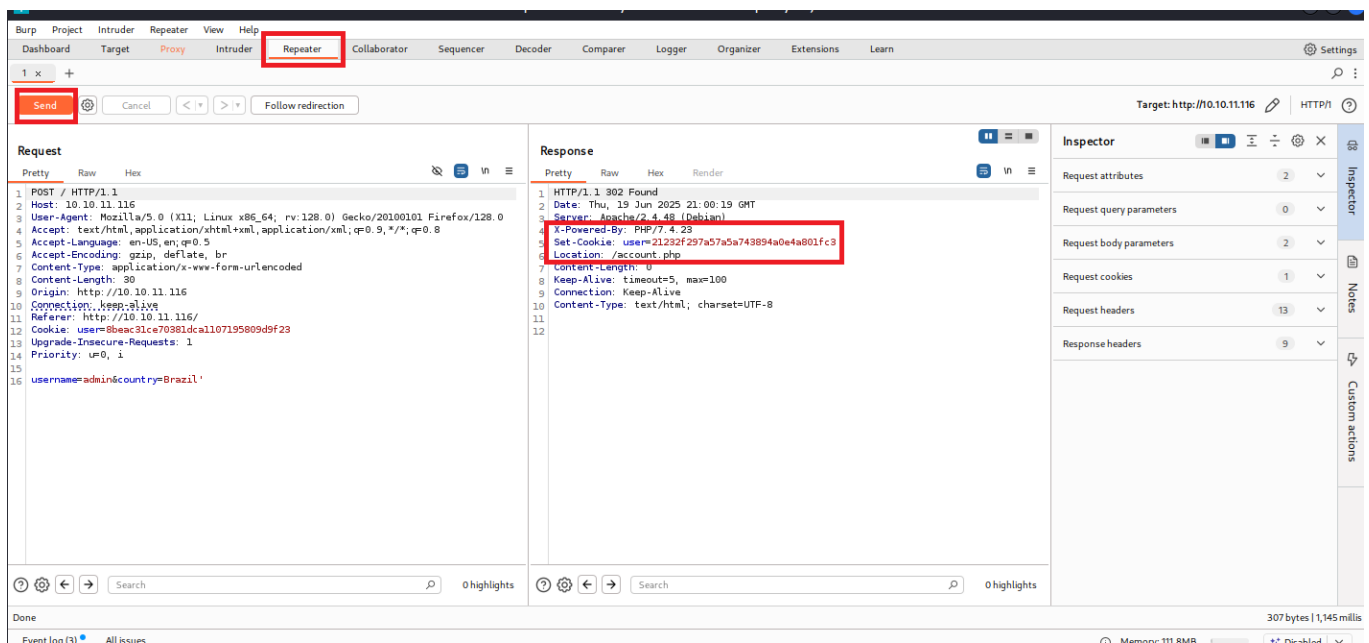 Burp Project Intruder Repeater View Help
Dashboard Target Proxy Intruder Repeater Collaborator Sequencer Decoder Comparer Logger Organizer Extensions Learn Settings
1 × +
Send Cancel < > Follow redirection Target: http://10.10.11.116 HTTP/1
Request
Pretty Raw Hex \n
1 POST / HTTP/1.1
2 Host: 10.10.11.116
3 User-Agent: Mozilla/5.0 (X11; Linux x86_64; rv:128.0) Gecko/20100101 Firefox/128.0
4 Accept: text/html,application/xhtml+xml,application/xml;q=0.9,*/*;q=0.8
5 Accept-Language: en-US,en;q=0.5
6 Accept-Encoding: gzip, deflate, br
7 Content-Type: application/x-www-form-urlencoded
8 Content-Length: 30
9 Origin: http://10.10.11.116
10 Connection: keep-alive
11 Referer: http://10.10.11.116/
12 Cookie: user=8beac31ce70381dca1107195809d9f23
13 Upgrade-Insecure-Requests: 1
14 Priority: u=0, i
15
16 username=admin&country=Brazil'
Response
Pretty Raw Hex Render \n
1 HTTP/1.1 302 Found
2 Date: Thu, 19 Jun 2025 21:00:19 GMT
3 Server: Apache/2.4.48 (Debian)
4 X-Powered-By: PHP/7.4.23
5 Set-Cookie: user=21232f297a57a5a743894a0e4a801fc3
6 Location: /account.php
7 Content-Length: 0
8 Keep-Alive: timeout=5, max=100
9 Connection: Keep-Alive
10 Content-Type: text/html; charset=UTF-8
11
12
Inspector
Request attributes 2
Request query parameters 0
Request body parameters 2
Request cookies 1
Request headers 13
Response headers 9
Inspector
Notes
Custom actions
Search 0 highlights
Search 0 highlights
Done 307 bytes | 1,145 millis
Event log (3) All issues Memory: 111.8MB Disabled